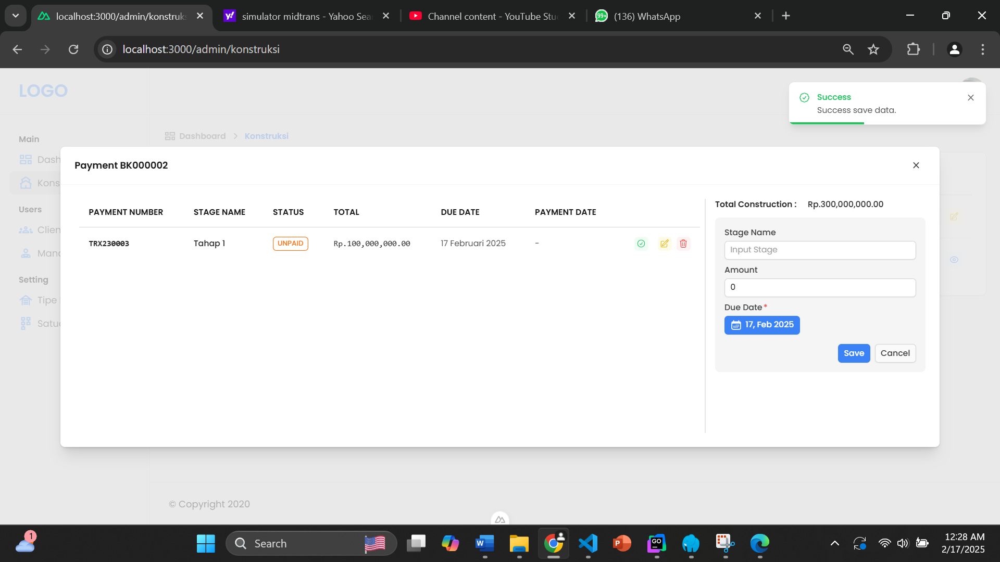 localhost:3000/admin/konstruks
simulator midtrans - Yahoo Sea
Channel content - YouTube Stu
(136) WhatsApp
localhost:3000/admin/konstruksi
LOGO
Success
Success save data.
Main
Dashboard
Konstruksi
Dash
Payment BK000002
Kons
PAYMENT NUMBER STAGE NAME STATUS TOTAL DUE DATE PAYMENT DATE
Total Construction : Rp.300,000,000.00
Users
Clien
TRX230003 Tahap 1 UNPAID Rp.100,000,000.00 17 Februari 2025 -
Stage Name
Input Stage
Mana
Amount
0
Setting
Tipe
Due Date*
17, Feb 2025
Satua
Save
Cancel
© Copyright 2020
1
Search
12:28 AM
2/17/2025